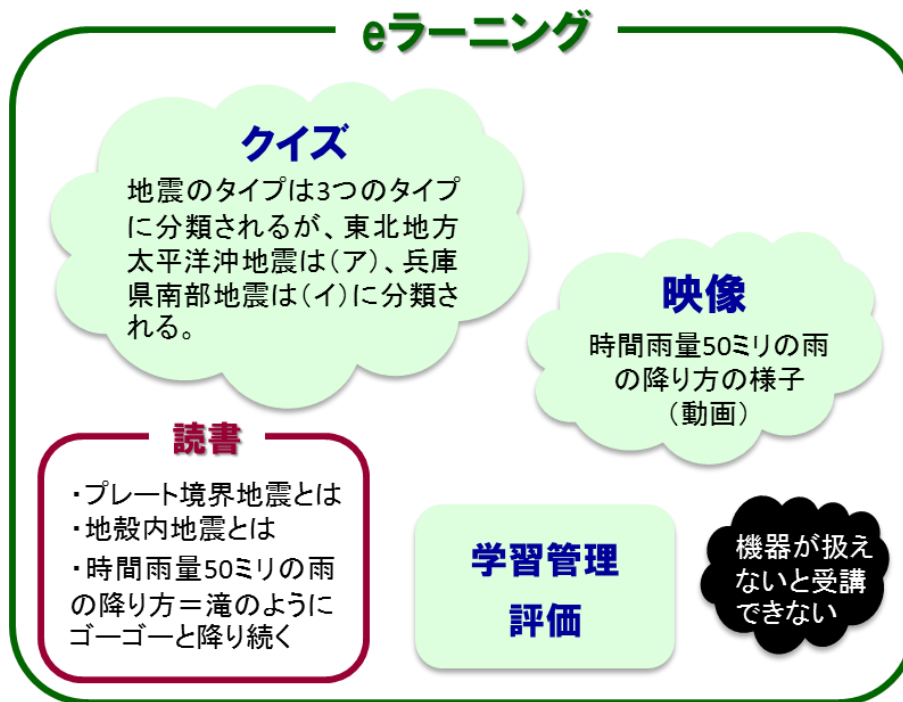 eラーニング
クイズ
地震のタイプは3つのタイプ
に分類されるが、東北地方
太平洋沖地震は(ア)、兵庫
県南部地震は(イ)に分類さ
れる。
映像
時間雨量50ミリの雨
の降り方の様子
(動画)
読書
・プレート境界地震とは
・地殻内地震とは
・時間雨量50ミリの雨
の降り方=滝のように
ゴーゴーと降り続く
学習管理
評価
機器が扱え
ないと受講
できない